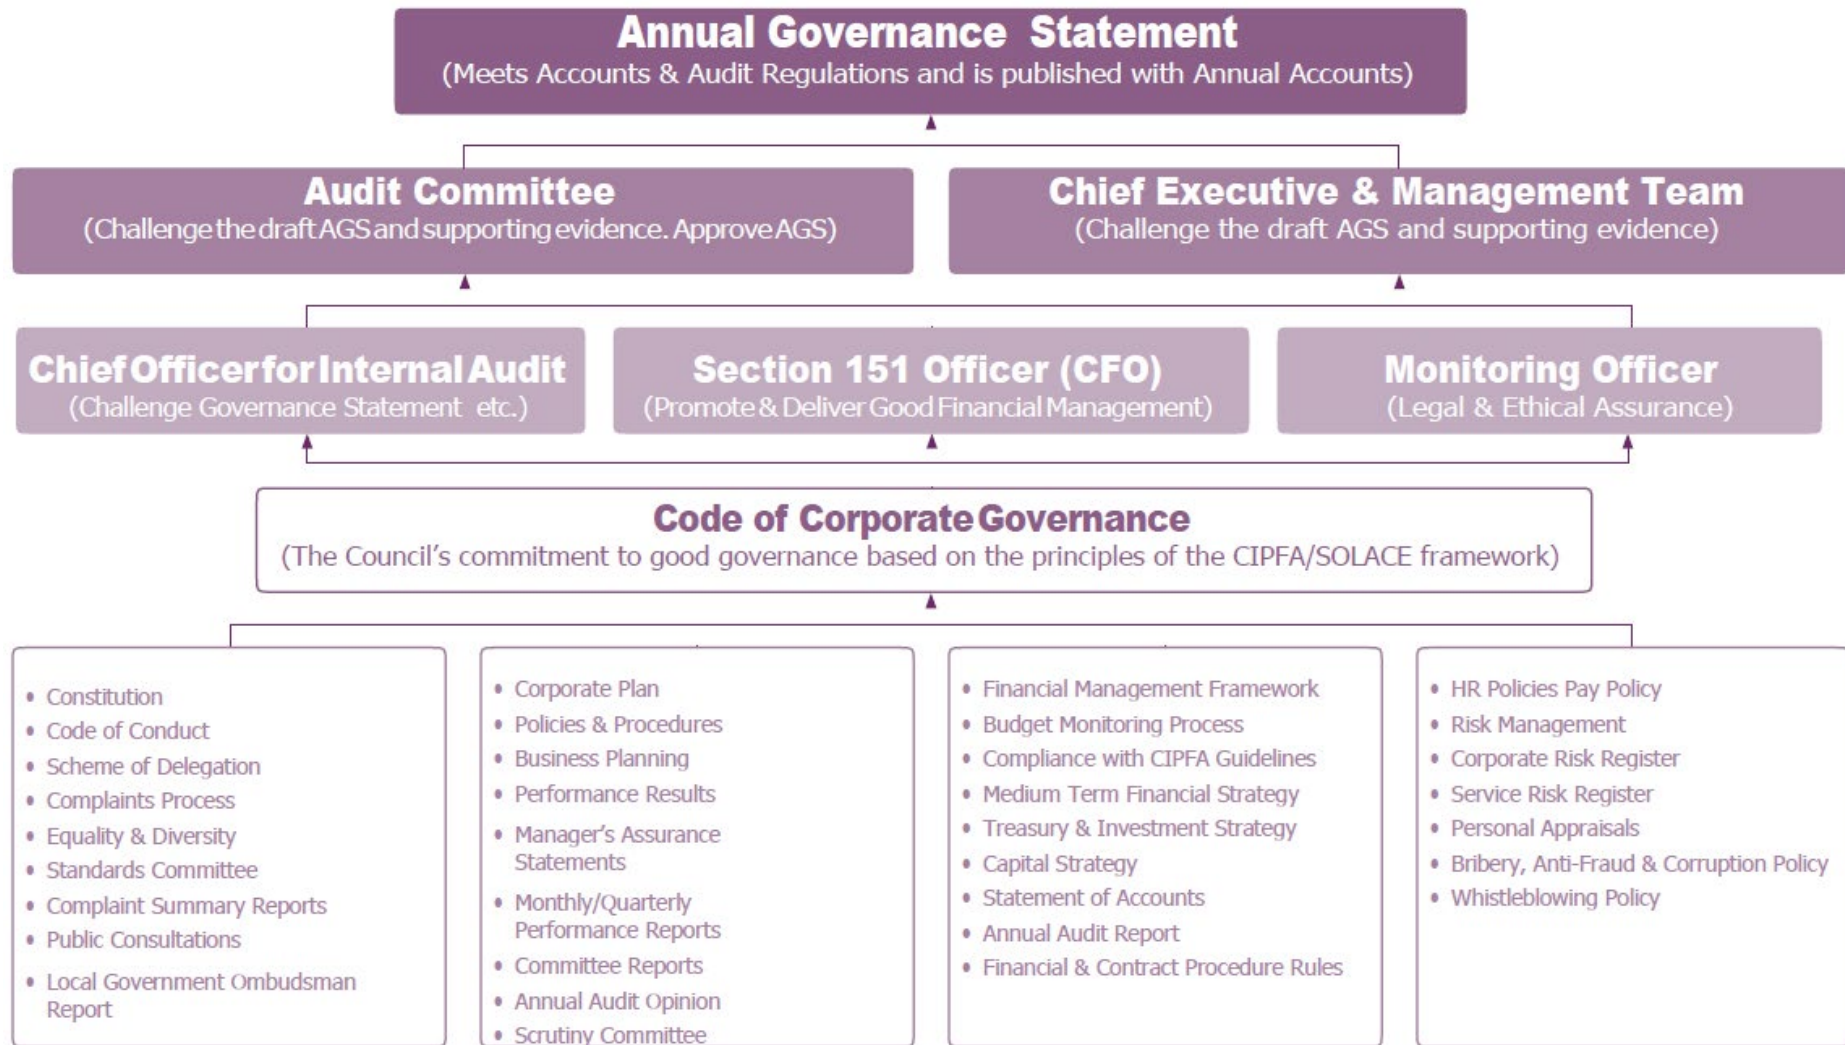 Annual Governance Statement
(Meets Accounts & Audit Regulations and is published with Annual Accounts)
Audit Committee
(Challenge the draft AGS and supporting evidence. Approve AGS)
Chief Executive & Management Team
(Challenge the draft AGS and supporting evidence)
Chief Officer for Internal Audit
(Challenge Governance Statement etc.)
Section 151 Officer (CFO)
(Promote & Deliver Good Financial Management)
Monitoring Officer
(Legal & Ethical Assurance)
Code of Corporate Governance
(The Council’s commitment to good governance based on the principles of the CIPFA/SOLACE framework)
• Constitution
• Code of Conduct
• Scheme of Delegation
• Complaints Process
• Equality & Diversity
• Standards Committee
• Complaint Summary Reports
• Public Consultations
• Local Government Ombudsman
Report
• Corporate Plan
• Policies & Procedures
• Business Planning
• Performance Results
• Manager’s Assurance
Statements
• Monthly/Quarterly
Performance Reports
• Committee Reports
• Annual Audit Opinion
• Scrutiny Committee
• Financial Management Framework
• Budget Monitoring Process
• Compliance with CIPFA Guidelines
• Medium Term Financial Strategy
• Treasury & Investment Strategy
• Capital Strategy
• Statement of Accounts
• Annual Audit Report
• Financial & Contract Procedure Rules
• HR Policies Pay Policy
• Risk Management
• Corporate Risk Register
• Service Risk Register
• Personal Appraisals
• Bribery, Anti-Fraud & Corruption Policy
• Whistleblowing Policy